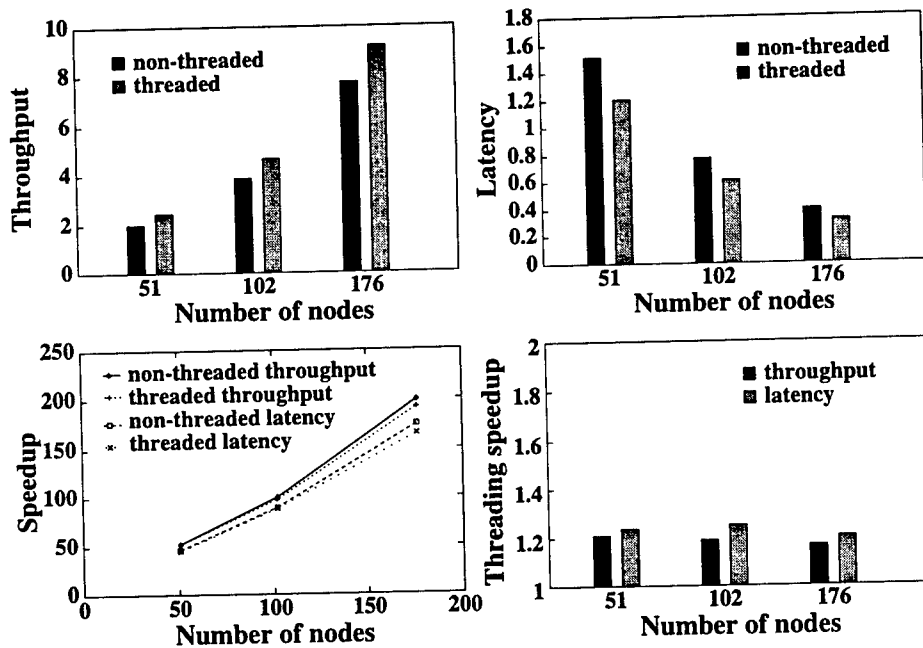 Throughput
10
8
6
4
2
0
non-threaded
threaded
51 102 176
Number of nodes
Latency
1.8
1.6
1.4
1.2
1
0.8
0.6
0.4
0.2
0
non-threaded
threaded
51 102 176
Number of nodes
Speedup
250
200
150
100
50
0
non-threaded throughput
threaded throughput
non-threaded latency
threaded latency
0 50 100 150 200
Number of nodes
Threading speedup
2
1.8
1.6
1.4
1.2
1
throughput
latency
51 102 176
Number of nodes